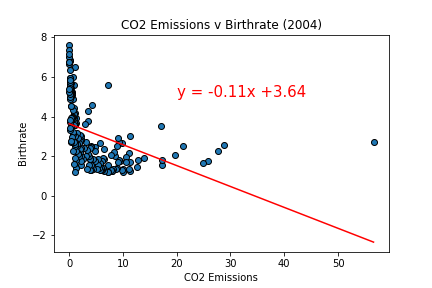 CO2 Emissions v Birthrate (2004)
8
6
4
2
0
−2
Birthrate
y = -0.11x +3.64
0 10 20 30 40 50
CO2 Emissions